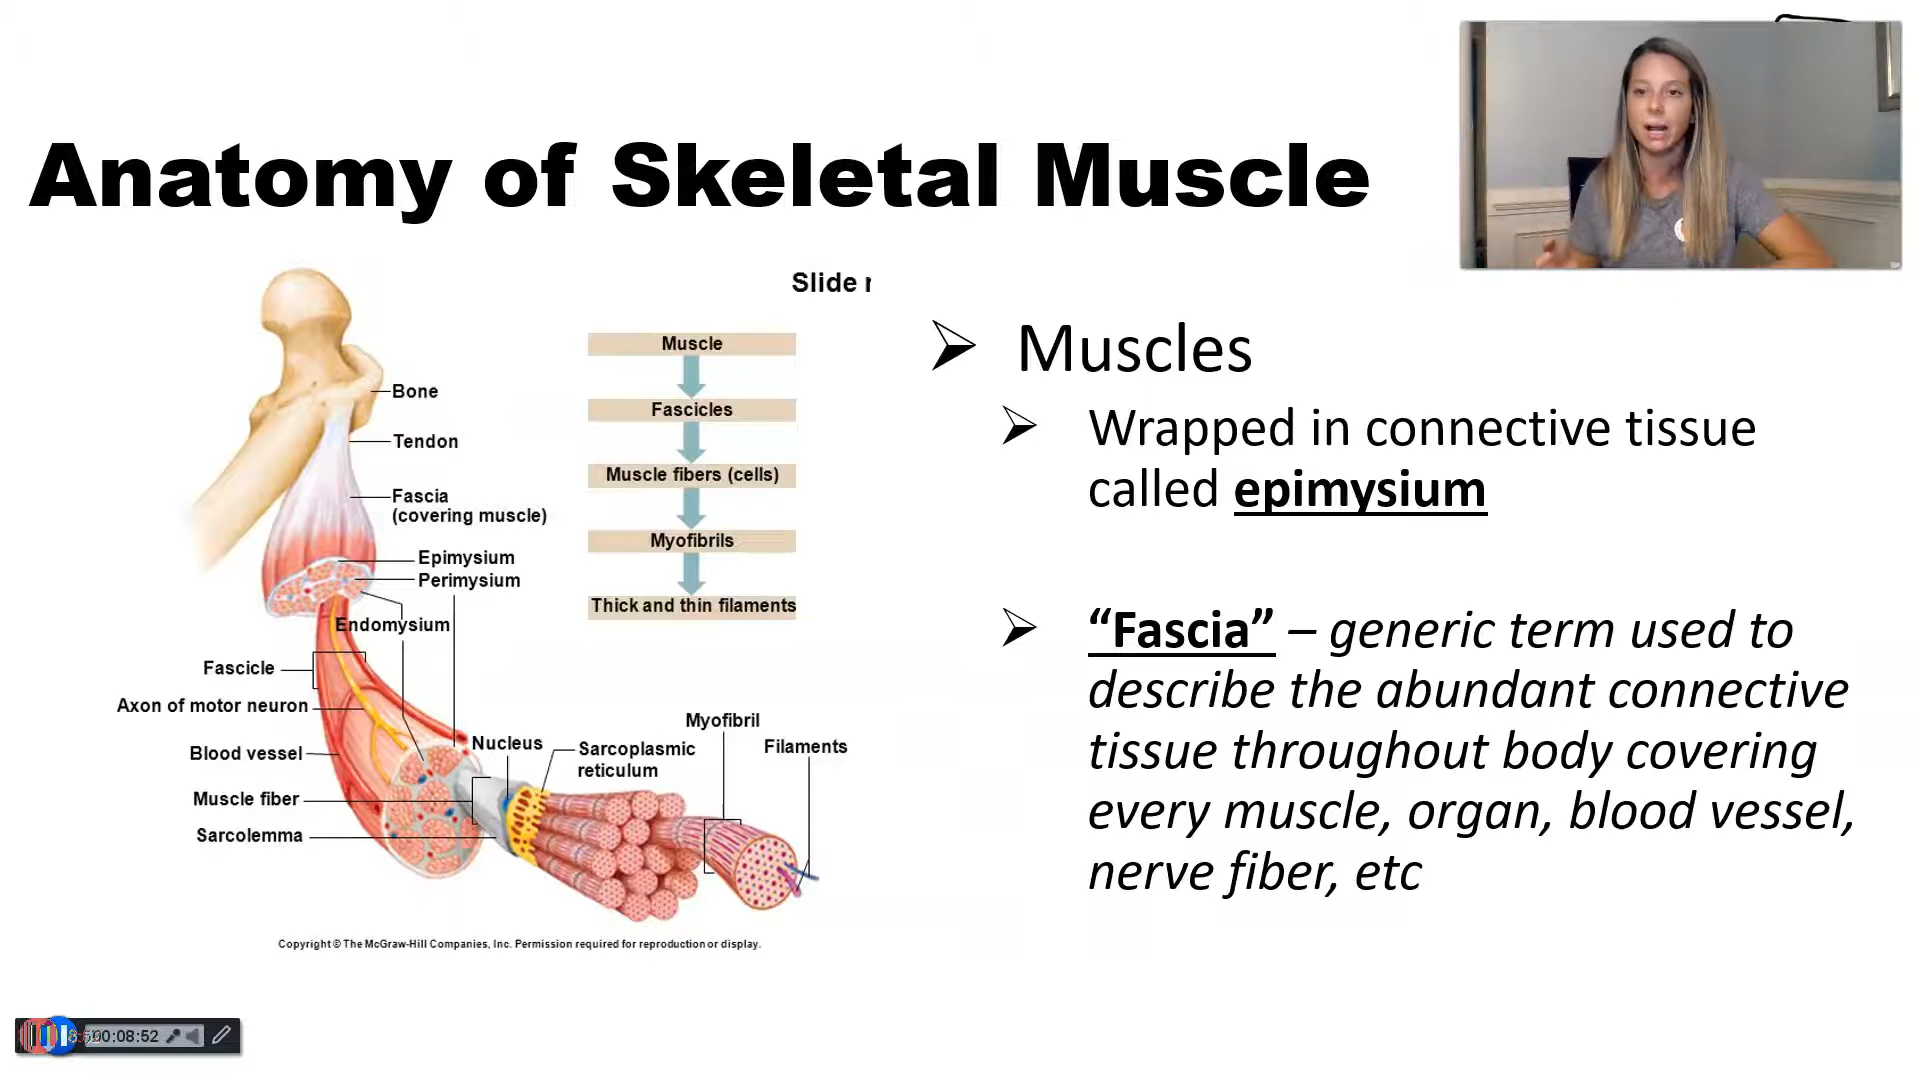 Anatomy of Skeletal Muscle
Slide
Muscle
Fascicles
Muscle fibers (cells)
Myofibrils
Thick and thin filaments
Bone
Tendon
Fascia
(covering muscle)
Epimysium
Perimysium
Endomysium
Fascicle
Axon of motor neuron
Blood vessel
Muscle fiber
Sarcolemma
Nucleus
Sarcoplasmic
reticulum
Myofibril
Filaments
Copyright © The McGraw-Hill Companies, Inc. Permission required for reproduction or display.
Muscles
Wrapped in connective tissue
called epimysium
“Fascia” – generic term used to
describe the abundant connective
tissue throughout body covering
every muscle, organ, blood vessel,
nerve fiber, etc
00:08:52